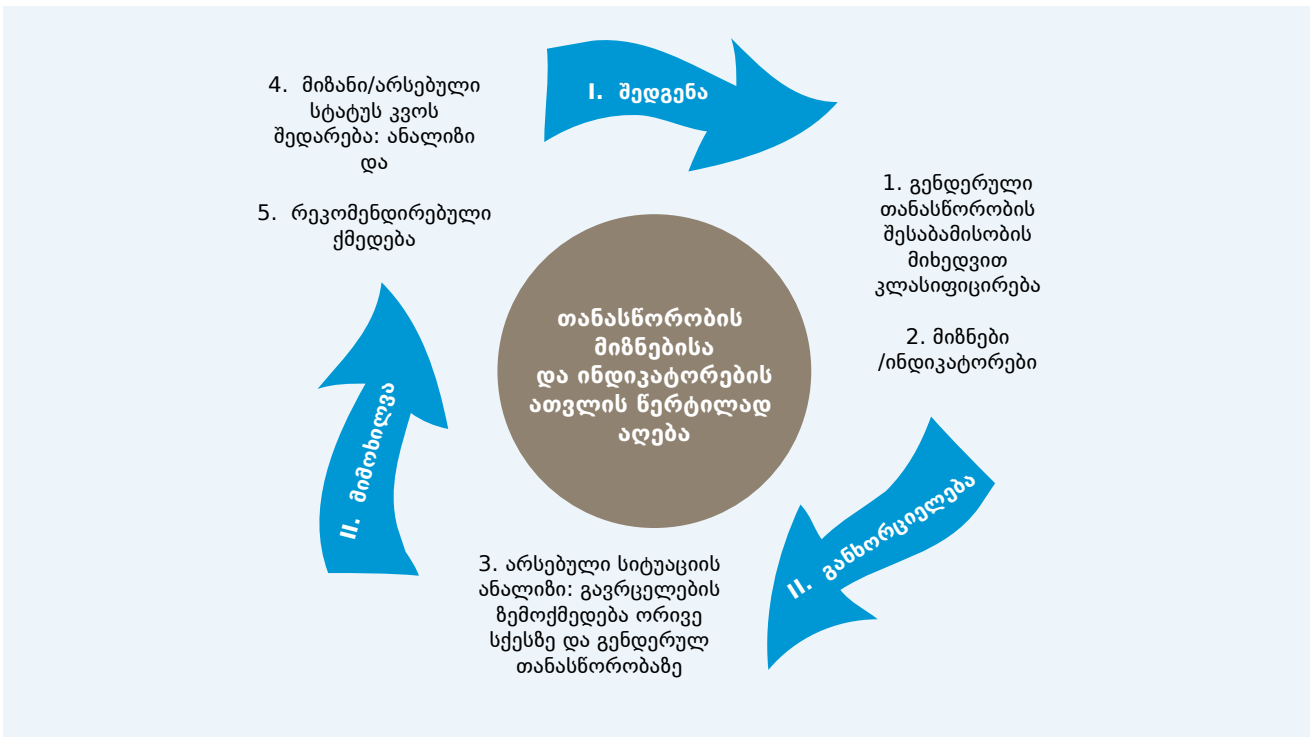 I. შედგენა
1. გენდერული
თანასწორობის
შესაბამისობის
მიხედვით
კლასიფიცირება
2. მიზნები
/ინდიკატორები
II. განხორციელება
3. არსებული სიტუაციის
ანალიზი: გავრცელების
ზემოქმედება ორივე
სქესზე და გენდერულ
თანასწორობაზე
II. მიმოხილვა
4. მიზანი/არსებული
სტატუს კვოს
შედარება: ანალიზი
და
5. რეკომენდირებული
ქმედება
თანასწორობის
მიზნებისა
და ინდიკატორების
ათვლის წერტილად
აღება